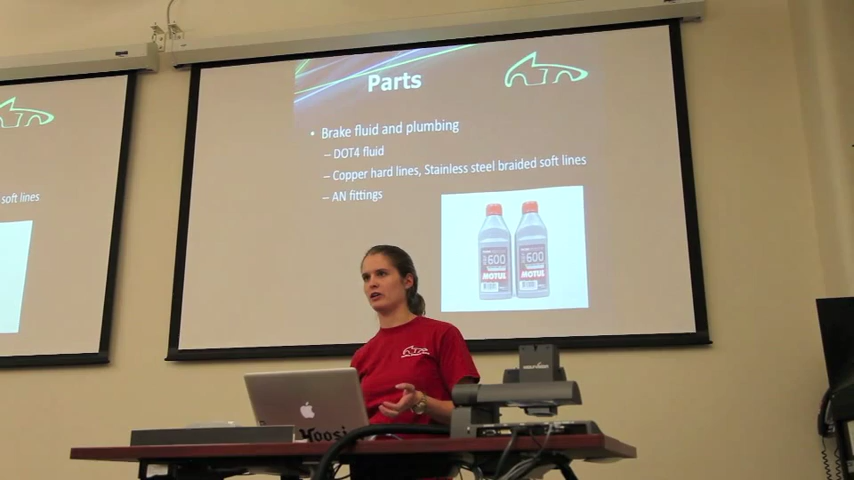 Parts
• Brake fluid and plumbing
– DOT4 fluid
– Copper hard lines, Stainless steel braided soft lines
– AN fittings
600
MOTUL
600
MOTUL
soft lines
Hoosi